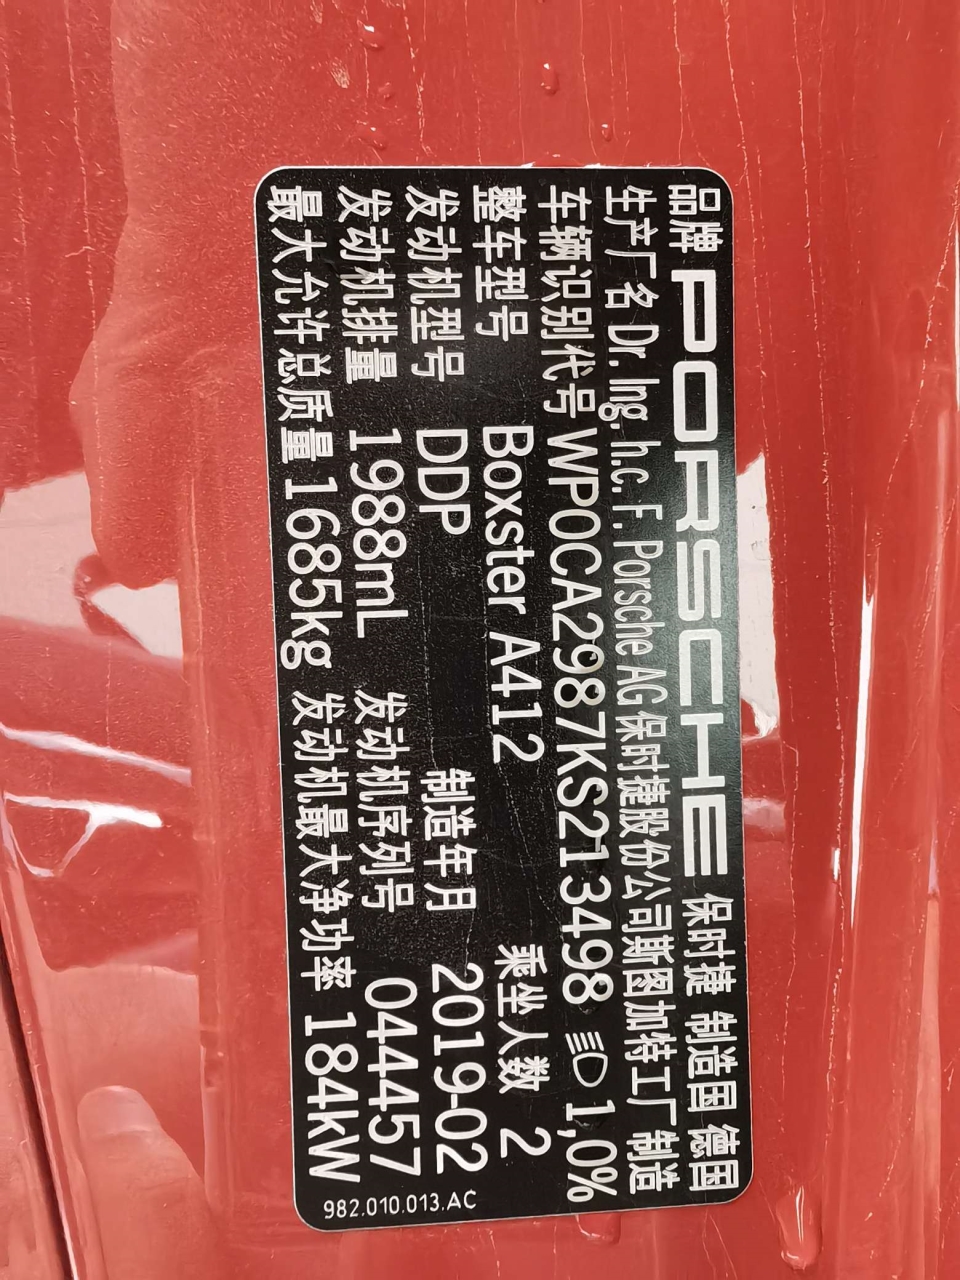 品牌 PORSCHE 保时捷 制造国 德国
生产厂名 Dr. Ing. h.c. F. Porsche AG 保时捷股份公司斯图加特工厂 制造
车辆识别代号 WP0CA2987KS213498 1,0%
整车型号 Boxster A412 乘坐人数 2
发动机型号 DDP 制造年月 2019-02
发动机排量 1988mL 发动机序列号 044457
最大允许总质量 1685kg 发动机最大净功率 184kW
982.010.013.AC